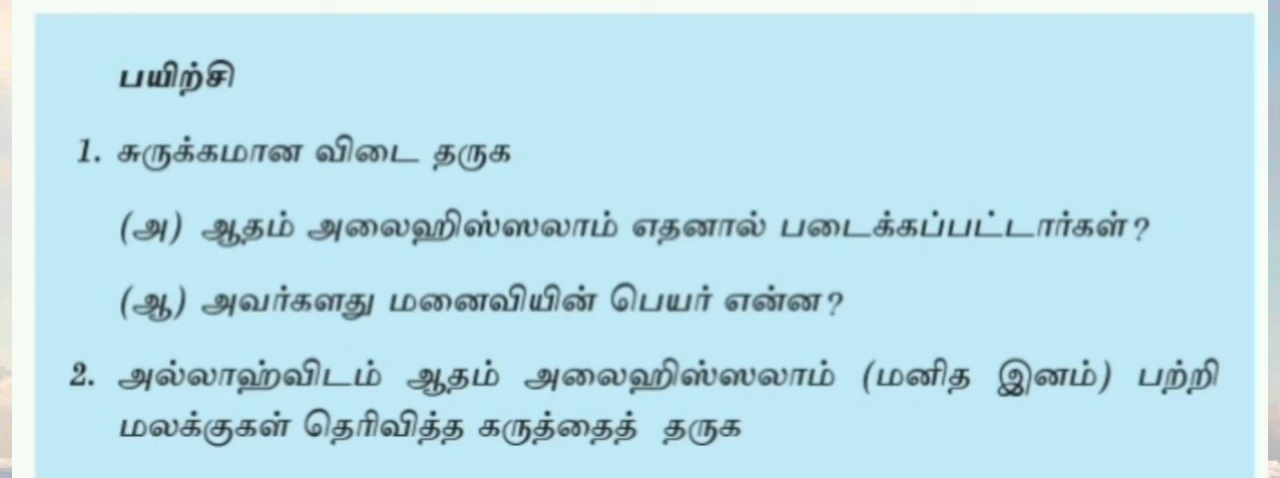 பயிற்சி
1. சுருக்கமான விடை தருக
(அ) ஆதம் அலைஹிஸ்ஸலாம் எதனால் படைக்கப்பட்டார்கள்?
(ஆ) அவர்களது மனைவியின் பெயர் என்ன?
2. அல்லாஹ்விடம் ஆதம் அலைஹிஸ்ஸலாம் (மனித இனம்) பற்றி
மலக்குகள் தெரிவித்த கருத்தைத் தருக